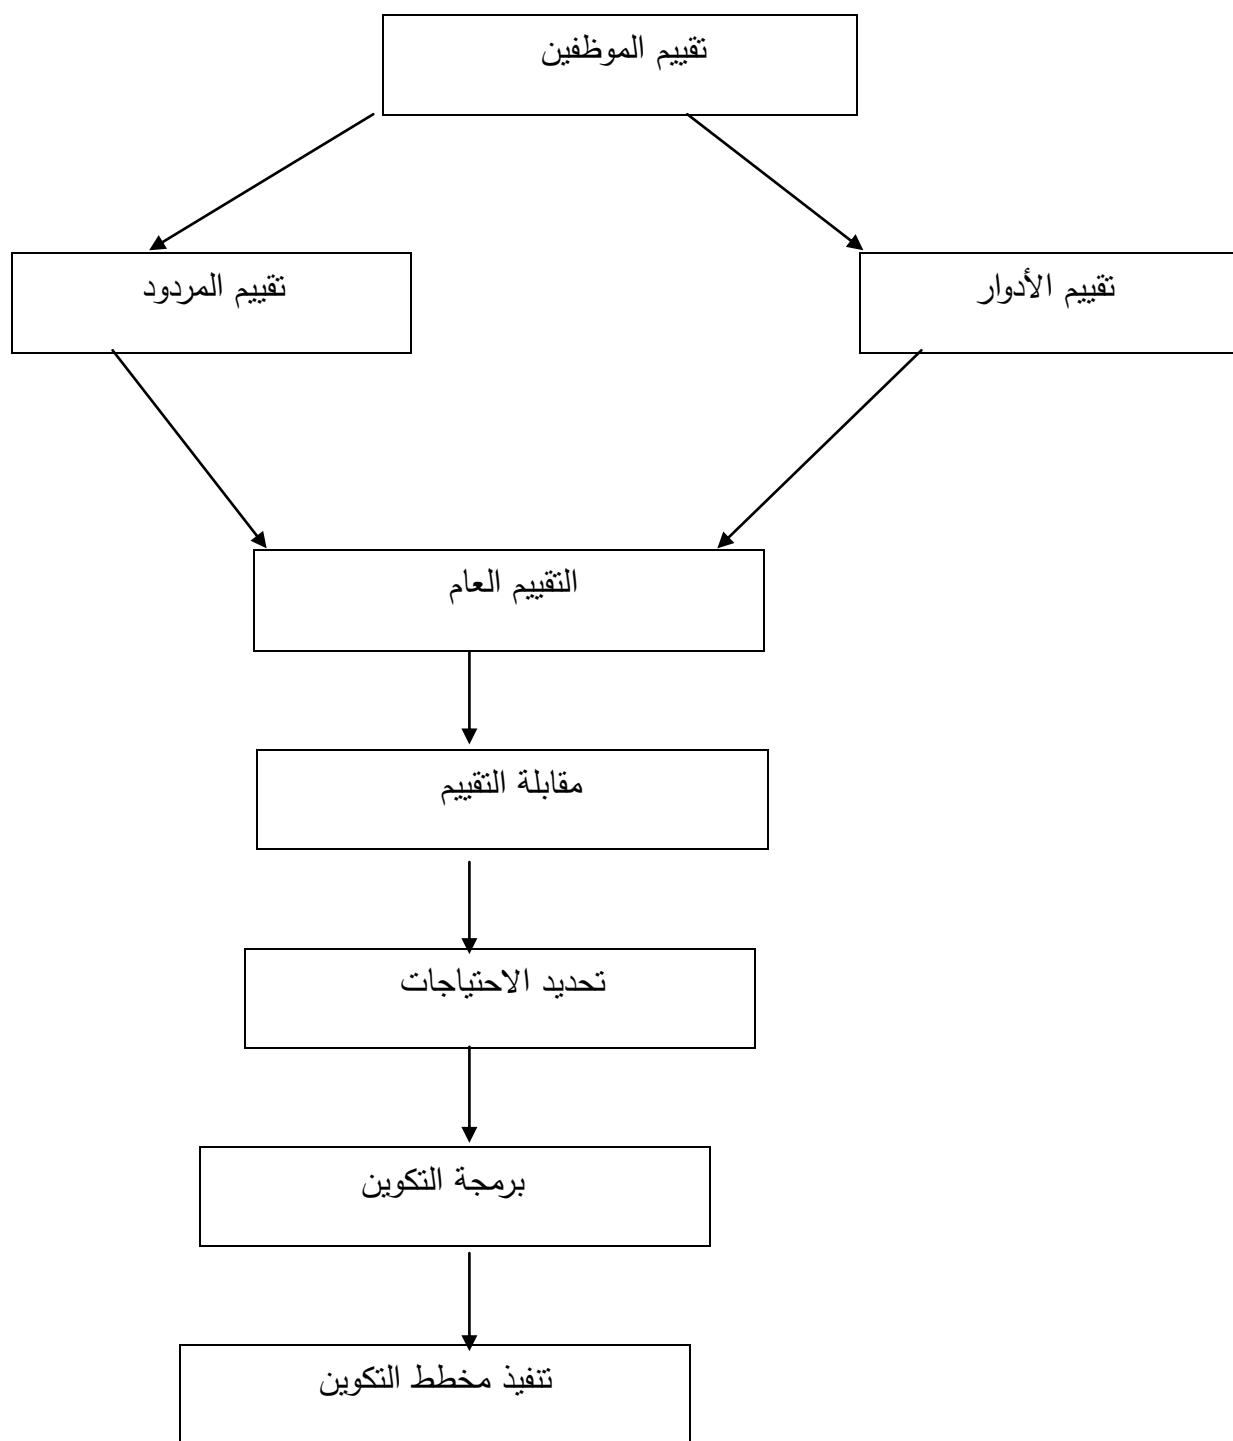 تقييم الموظفين
تقييم الأدوار
تقييم المردود
التقييم العام
مقابلة التقييم
تحديد الاحتياجات
برمجة التكوين
تنفيذ مخطط التكوين